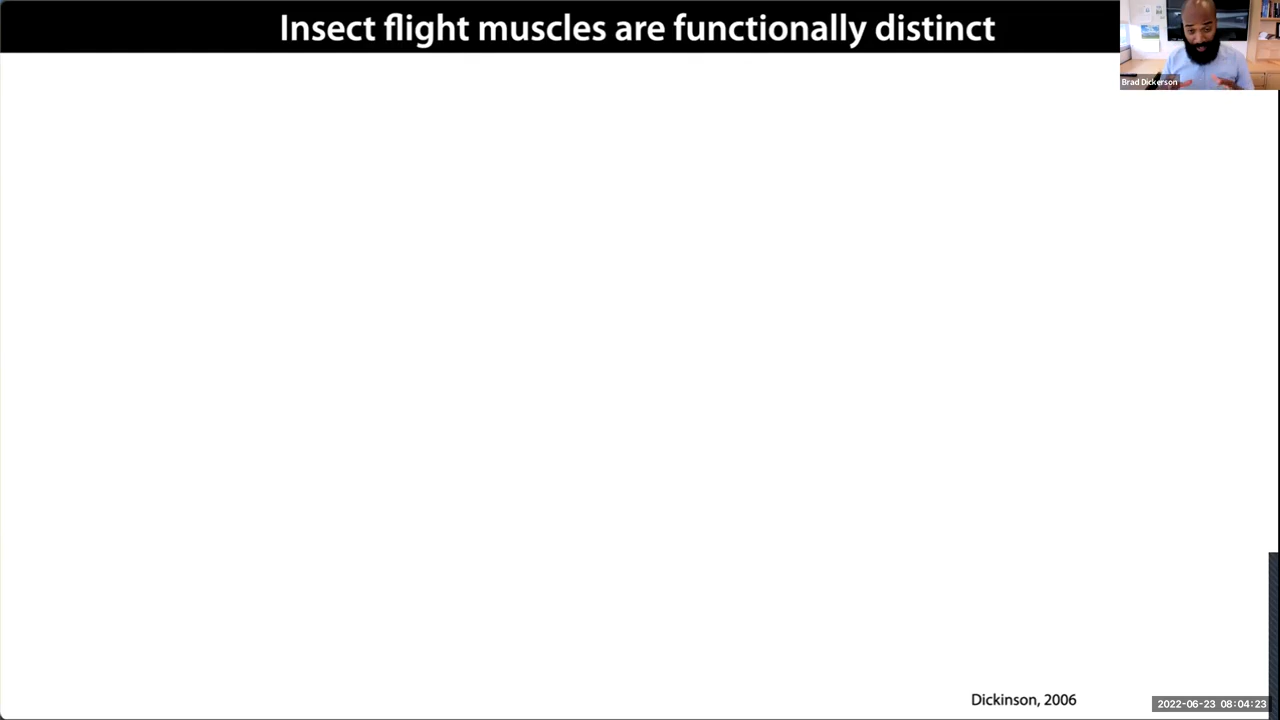 Insect flight muscles are functionally distinct
Brad Dickerson
Dickinson, 2006
2022-06-23 08:04:23